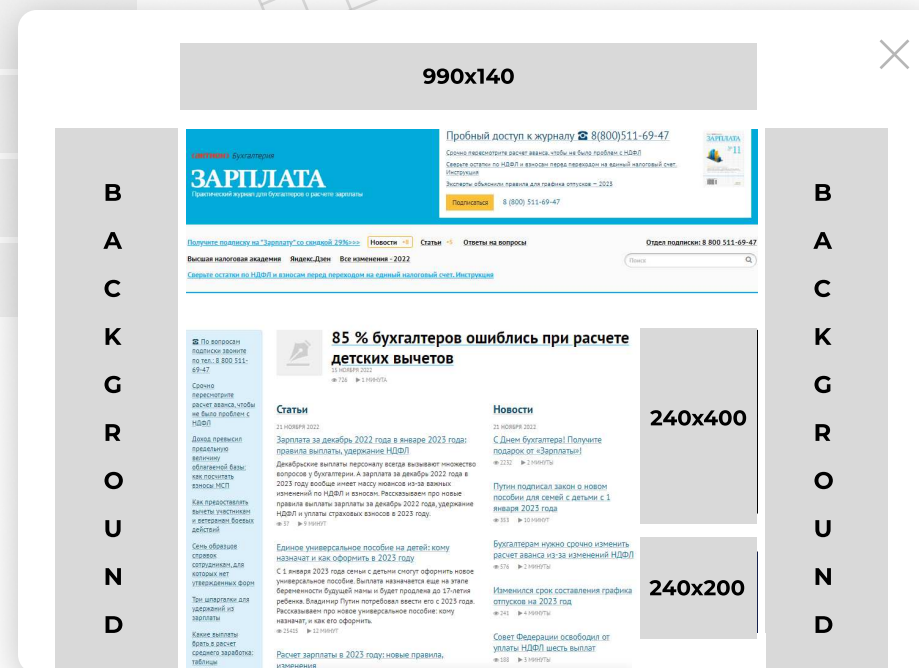 990x140
B
A
C
K
G
R
O
U
N
D
Бухгалтерия
ЗАРПЛАТА
Практический журнал для бухгалтеров о расчете зарплаты
Пробный доступ к журналу ☎ 8(800)511-69-47
Срочно пересмотрите расчет аванса, чтобы не было проблем с НДФЛ
Сверьте остатки по НДФЛ и взносам перед переходом на единый налоговый счет.
Инструкция
Эксперты объяснили правила для графика отпусков — 2023
Подписаться 8 (800) 511-69-47
ЗАРПЛАТА
11
Получите подписку на "Зарплату" со скидкой 29%>>> Новости +8 Статьи +5 Ответы на вопросы Отдел подписки: 8 800 511-69-47
Высшая налоговая академия Яндекс.Дзен Все изменения - 2022 Поиск
Сверьте остатки по НДФЛ и взносам перед переходом на единый налоговый счет. Инструкция
☎ По вопросам
подписки звоните
по тел.: 8 800 511-
69-47
Срочно
пересмотрите
расчет аванса, чтобы
не было проблем с
НДФЛ
Доход превысил
предельную
величину
облагаемой базы:
как посчитать
взносы МСП
Как предоставлять
вычеты участникам
и ветеранам боевых
действий
Семь образцов
справок
сотрудникам, для
которых нет
утвержденных форм
Три шпаргалки для
удержаний из
зарплаты
Какие выплаты
брать в расчет
среднего заработка:
таблицы
85 % бухгалтеров ошиблись при расчете
детских вычетов
15 НОЯБРЯ 2022
726 1 МИНУТА
Статьи
21 НОЯБРЯ 2022
Зарплата за декабрь 2022 года в январе 2023 года:
правила выплаты, удержание НДФЛ
Декабрьские выплаты персоналу всегда вызывают множество
вопросов у бухгалтерии. А зарплата за декабрь 2022 года в
2023 году вообще имеет массу нюансов из-за важных
изменений по НДФЛ и взносам. Рассказываем про новые
правила выплаты зарплаты за декабрь 2022 года, удержание
НДФЛ и уплаты страховых взносов в 2023 году.
37 9 МИНУТ
Единое универсальное пособие на детей: кому
назначат и как оформить в 2023 году
С 1 января 2023 года семьи с детьми смогут оформить новое
универсальное пособие. Выплата назначается еще на этапе
беременности будущей мамы и будет продлена до 17-летия
ребенка. Владимир Путин потребовал ввести его с 2023 года.
Рассказываем про новое универсальное пособие: кому
назначат, и как его оформить.
25415 12 МИНУТ
Расчет зарплаты в 2023 году: новые правила,
изменения
Новости
21 НОЯБРЯ 2022
С Днем бухгалтера! Получите
подарок от «Зарплаты»!
2252 2 МИНУТЫ
Путин подписал закон о новом
пособии для семей с детьми с 1
января 2023 года
353 10 МИНУТ
Бухгалтерам нужно срочно изменить
расчет аванса из-за изменений НДФЛ
576 2 МИНУТЫ
Изменился срок составления графика
отпусков на 2023 год
241 4 МИНУТЫ
Совет Федерации освободил от
уплаты НДФЛ шесть выплат
188 3 МИНУТЫ
240x400
240x200
B
A
C
K
G
R
O
U
N
D